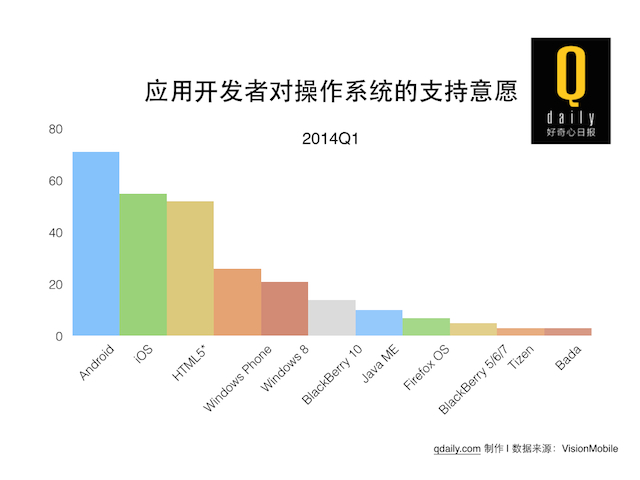 Q
daily
好奇心日报
应用开发者对操作系统的支持意愿
2014Q1
80
60
40
20
0
Android
iOS
HTML5*
Windows Phone
Windows 8
BlackBerry 10
Java ME
Firefox OS
BlackBerry 5/6/7
Tizen
Bada
qdaily.com 制作 | 数据来源：VisionMobile